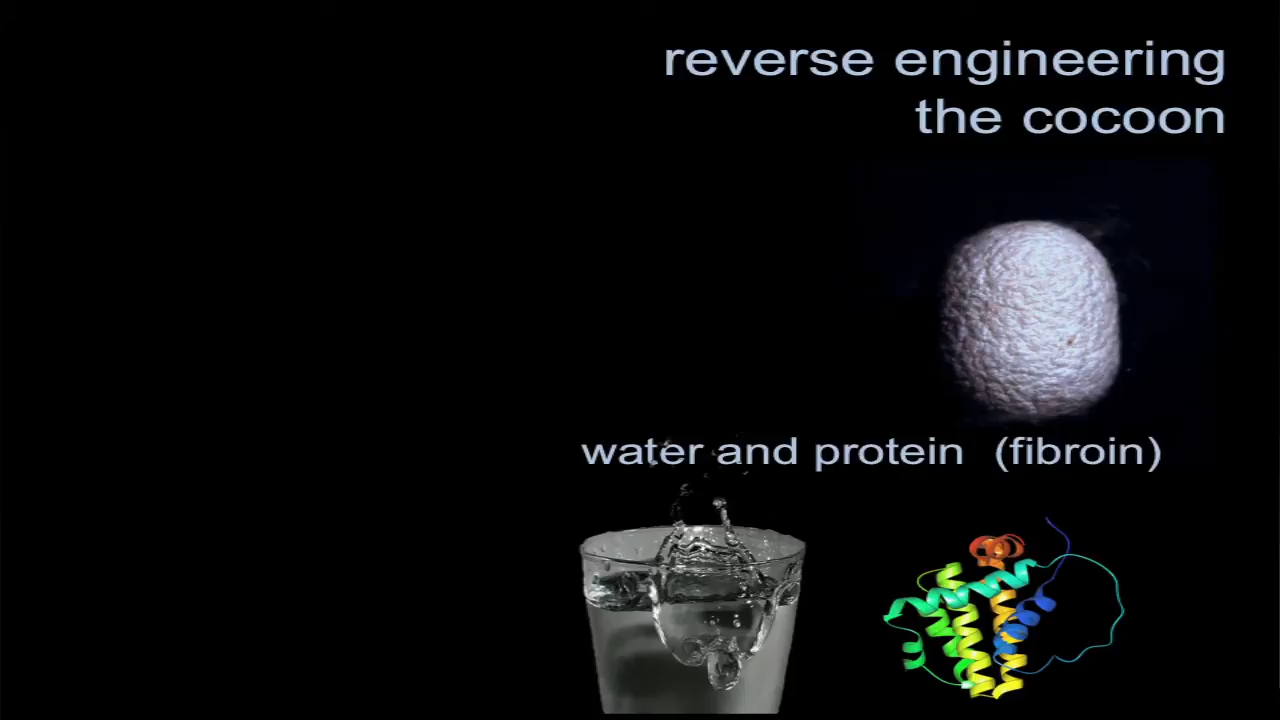 reverse engineering
the cocoon
water and protein (fibroin)